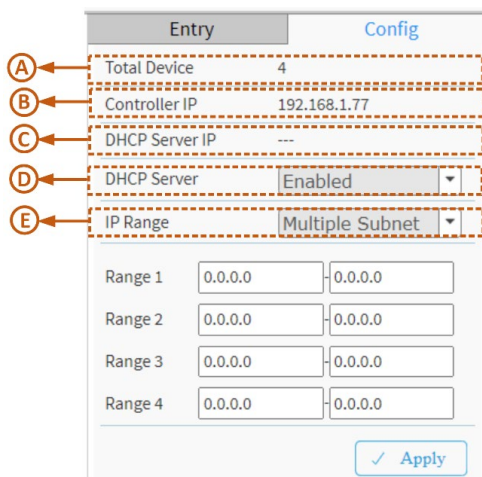 Entry Config
A Total Device 4
B Controller IP 192.168.1.77
C DHCP Server IP ---
D DHCP Server Enabled
E IP Range Multiple Subnet
Range 1 0.0.0.0 - 0.0.0.0
Range 2 0.0.0.0 - 0.0.0.0
Range 3 0.0.0.0 - 0.0.0.0
Range 4 0.0.0.0 - 0.0.0.0
✓ Apply